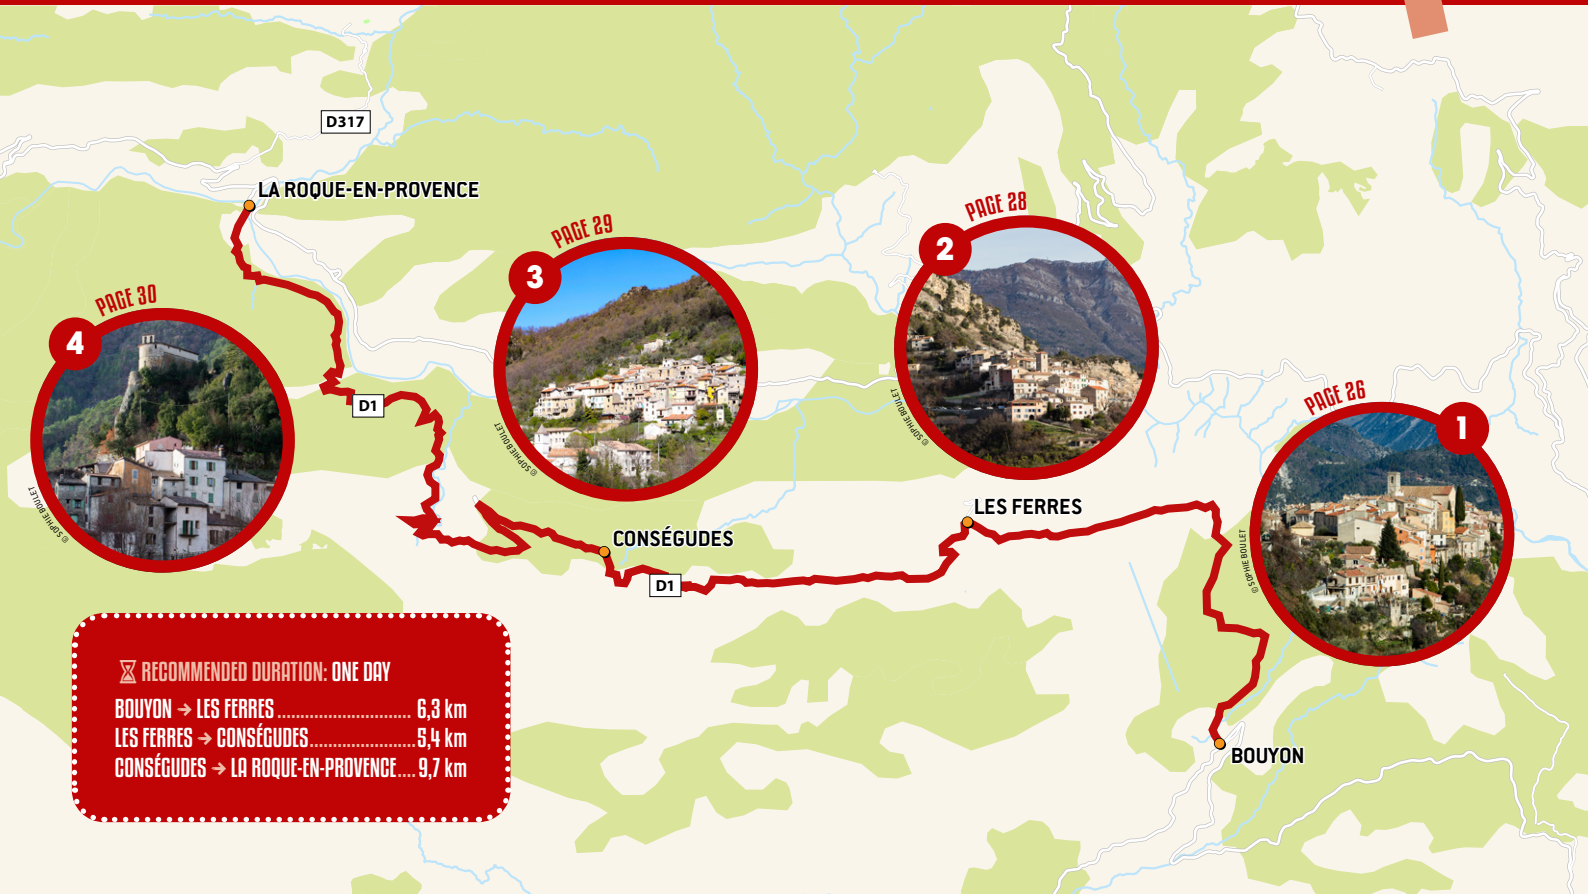 D317
LA ROQUE-EN-PROVENCE
PAGE 28
2
PAGE 29
3
PAGE 30
4
PAGE 26
1
D1
© SOPHIE BOULET
© SOPHIE BOULET
© SOPHIE BOULET
© SOPHIE BOULET
LES FERRES
CONSÉGUDES
D1
BOUYON
RECOMMENDED DURATION: ONE DAY
BOUYON → LES FERRES............................ 6,3 km
LES FERRES → CONSÉGUDES.......................5,4 km
CONSÉGUDES → LA ROQUE-EN-PROVENCE....9,7 km